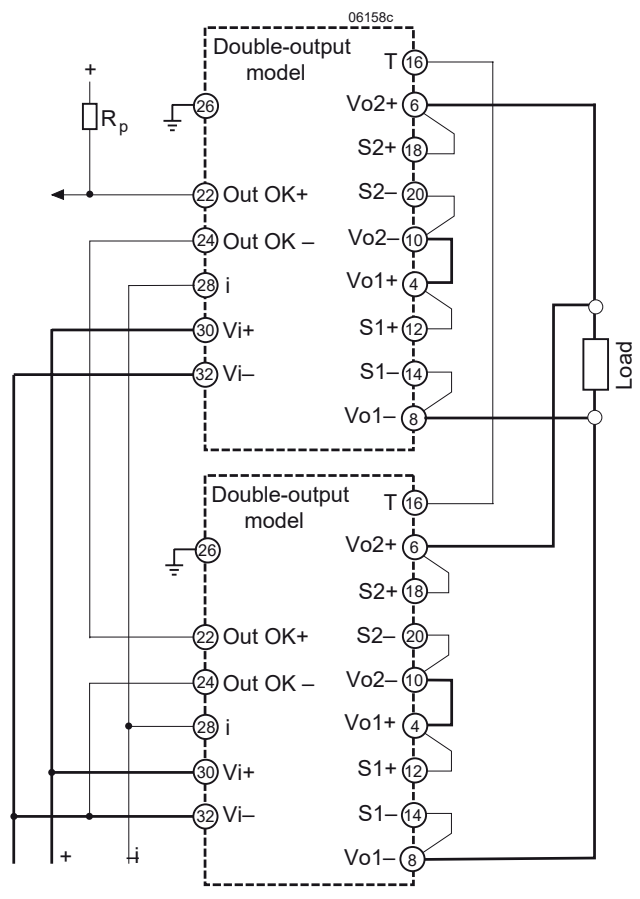 06158c
Double-output
model
T 16
+
Vo2+ 6
26
Rp
S2+ 18
22 Out OK+
S2– 20
24 Out OK –
Vo2– 10
28 i
Vo1+ 4
30 Vi+
S1+ 12
32 Vi–
S1– 14
Load
Vo1– 8
Double-output
model
T 16
26
Vo2+ 6
S2+ 18
22 Out OK+
S2– 20
24 Out OK –
Vo2– 10
28 i
Vo1+ 4
30 Vi+
S1+ 12
32 Vi–
S1– 14
+
–i
Vo1– 8